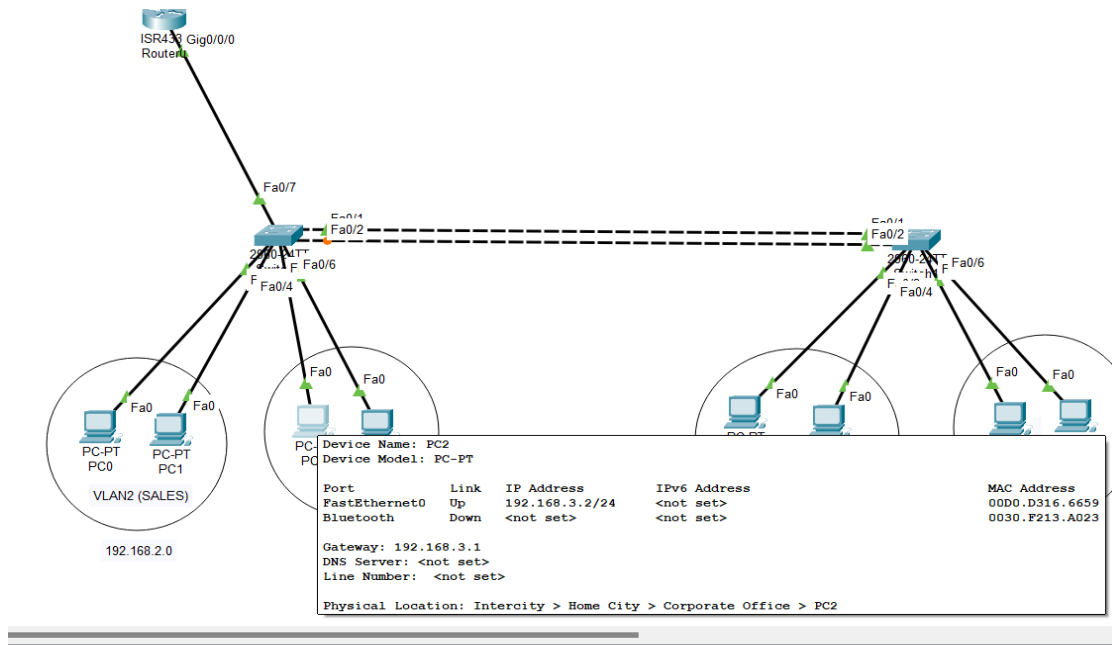 ISR433 Gig0/0/0
Router0
Fa0/7
Fa0/1
Fa0/2
Fa0/6
Fa0/4
Fa0/1
Fa0/2
Fa0/6
Fa0/4
Fa0
Fa0
Fa0
Fa0
Fa0
Fa0
Fa0
Fa0
PC-PT
PC0
PC-PT
PC1
VLAN2 (SALES)
192.168.2.0
Device Name: PC2
Device Model: PC-PT
Port Link IP Address IPv6 Address MAC Address
FastEthernet0 Up 192.168.3.2/24 <not set> 00D0.D316.6659
Bluetooth Down <not set> <not set> 0030.F213.A023
Gateway: 192.168.3.1
DNS Server: <not set>
Line Number: <not set>
Physical Location: Intercity > Home City > Corporate Office > PC2